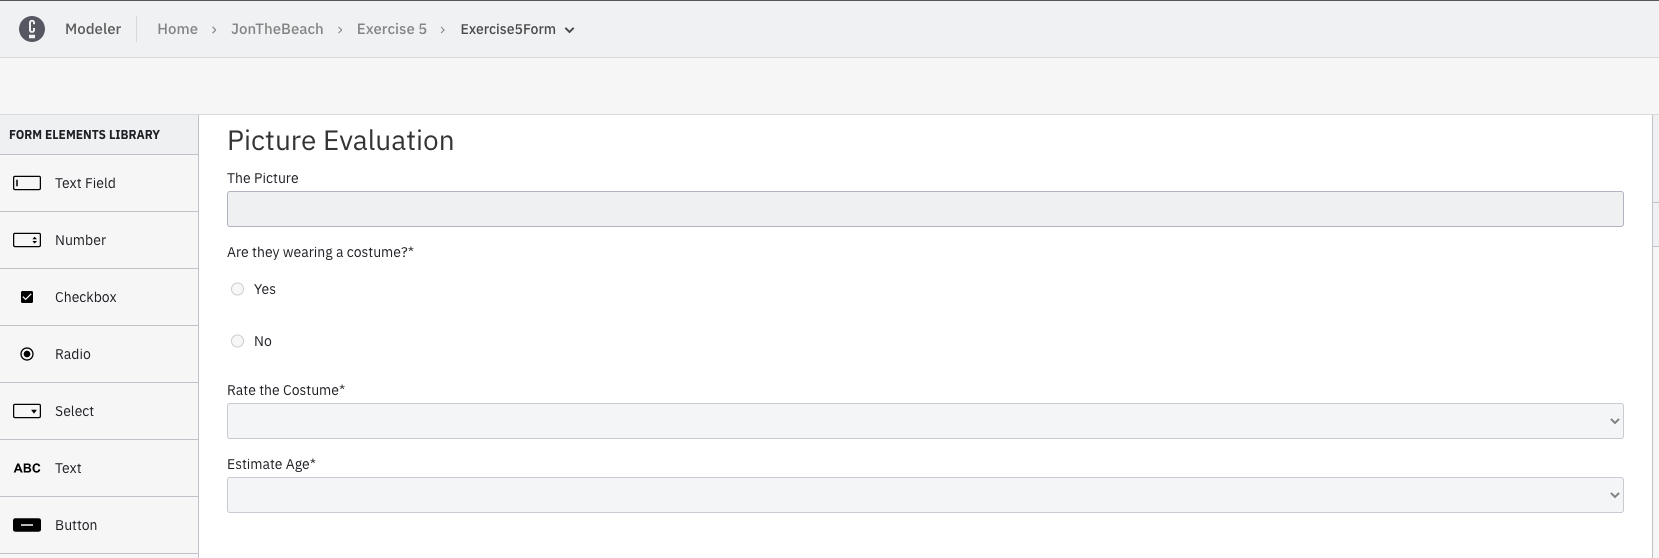 Modeler Home › JonTheBeach › Exercise 5 › Exercise5Form
FORM ELEMENTS LIBRARY
Text Field
Number
Checkbox
Radio
Select
ABC Text
Button
Picture Evaluation
The Picture
Are they wearing a costume?*
Yes
No
Rate the Costume*
Estimate Age*